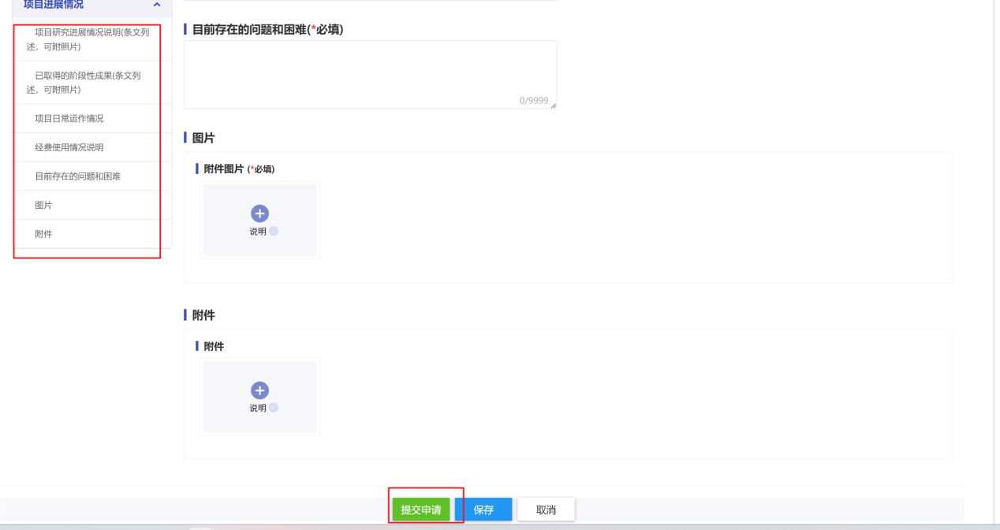 项目进展情况
项目研究进展情况说明(条文列
述，可附照片)
已取得的阶段性成果(条文列
述，可附照片)
项目日常运作情况
经费使用情况说明
目前存在的问题和困难
图片
附件
目前存在的问题和困难(*必填)
0/9999
图片
附件图片 (*必填)
说明
附件
附件
说明
提交申请
保存
取消